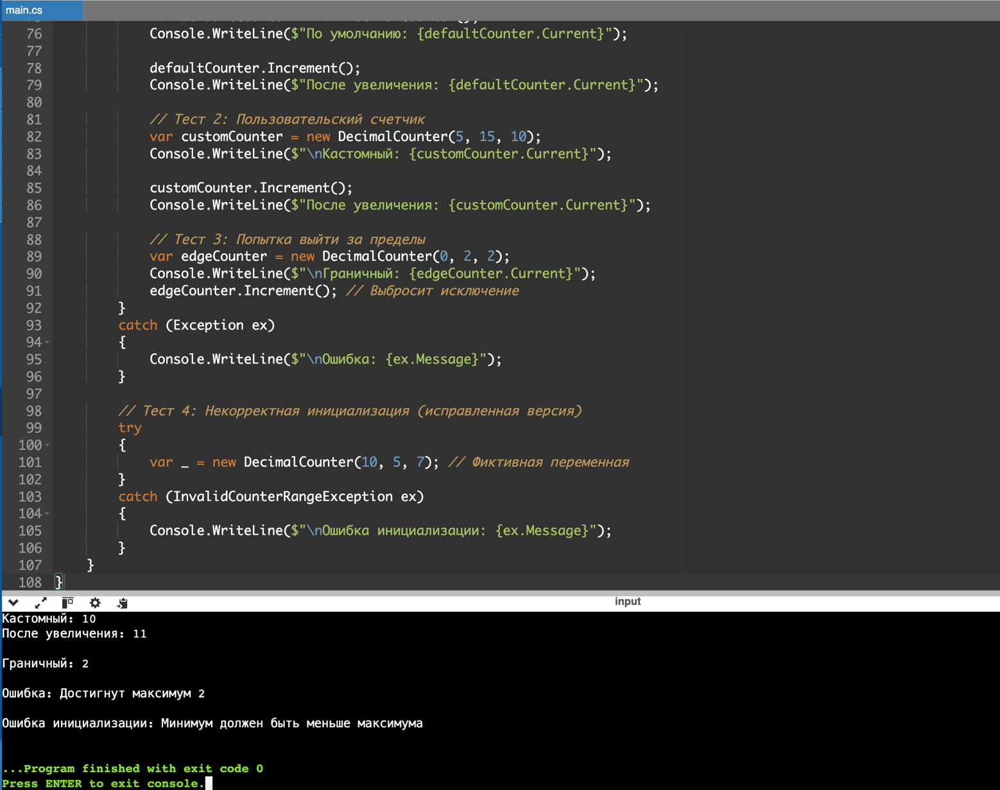 main.cs
76 Console.WriteLine($"По умолчанию: {defaultCounter.Current}");
77
78 defaultCounter.Increment();
79 Console.WriteLine($"После увеличения: {defaultCounter.Current}");
80
81 // Тест 2: Пользовательский счетчик
82 var customCounter = new DecimalCounter(5, 15, 10);
83 Console.WriteLine($"\nКастомный: {customCounter.Current}");
84
85 customCounter.Increment();
86 Console.WriteLine($"После увеличения: {customCounter.Current}");
87
88 // Тест 3: Попытка выйти за пределы
89 var edgeCounter = new DecimalCounter(0, 2, 2);
90 Console.WriteLine($"\nГраничный: {edgeCounter.Current}");
91 edgeCounter.Increment(); // Выбросит исключение
92 }
93 catch (Exception ex)
94 {
95 Console.WriteLine($"\nОшибка: {ex.Message}");
96 }
97
98 // Тест 4: Некорректная инициализация (исправленная версия)
99 try
100 {
101 var _ = new DecimalCounter(10, 5, 7); // Фиктивная переменная
102 }
103 catch (InvalidCounterRangeException ex)
104 {
105 Console.WriteLine($"\nОшибка инициализации: {ex.Message}");
106 }
107 }
108 }
input
Кастомный: 10
После увеличения: 11
Граничный: 2
Ошибка: Достигнут максимум 2
Ошибка инициализации: Минимум должен быть меньше максимума
...Program finished with exit code 0
Press ENTER to exit console.